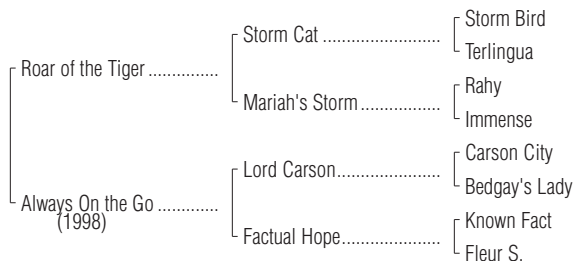 Storm Bird
Storm Cat ........................
Terlingua
Roar of the Tiger ..............
Rahy
Mariah's Storm ................
Immense
Carson City
Lord Carson.....................
Bedgay's Lady
Always On the Go ............
(1998)
Known Fact
Factual Hope....................
Fleur S.